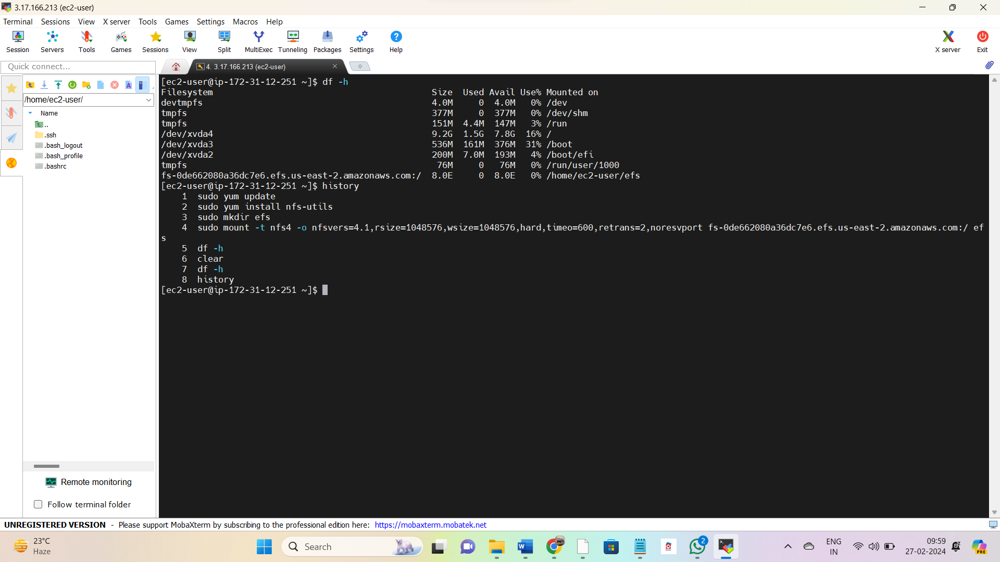 3.17.166.213 (ec2-user)
Terminal Sessions View X server Tools Games Settings Macros Help
Session Servers Tools Games Sessions View Split MultiExec Tunneling Packages Settings Help X server Exit
Quick connect...
4. 3.17.166.213 (ec2-user)
/home/ec2-user/
Name
..
.ssh
.bash_logout
.bash_profile
.bashrc
Remote monitoring
Follow terminal folder
[ec2-user@ip-172-31-12-251 ~]$ df -h
Filesystem Size Used Avail Use% Mounted on
devtmpfs 4.0M 0 4.0M 0% /dev
tmpfs 377M 0 377M 0% /dev/shm
tmpfs 151M 4.4M 147M 3% /run
/dev/xvda4 9.2G 1.5G 7.8G 16% /
/dev/xvda3 536M 161M 376M 31% /boot
/dev/xvda2 200M 7.0M 193M 4% /boot/efi
tmpfs 76M 0 76M 0% /run/user/1000
fs-0de662080a36dc7e6.efs.us-east-2.amazonaws.com:/ 8.0E 0 8.0E 0% /home/ec2-user/efs
[ec2-user@ip-172-31-12-251 ~]$ history
1 sudo yum update
2 sudo yum install nfs-utils
3 sudo mkdir efs
4 sudo mount -t nfs4 -o nfsvers=4.1,rsize=1048576,wsize=1048576,hard,timeo=600,retrans=2,noresvport fs-0de662080a36dc7e6.efs.us-east-2.amazonaws.com:/ ef
s
5 df -h
6 clear
7 df -h
8 history
[ec2-user@ip-172-31-12-251 ~]$
UNREGISTERED VERSION - Please support MobaXterm by subscribing to the professional edition here: https://mobaxterm.mobatek.net
23°C
Haze
Search
2
ENG
IN
09:59
27-02-2024
PRE